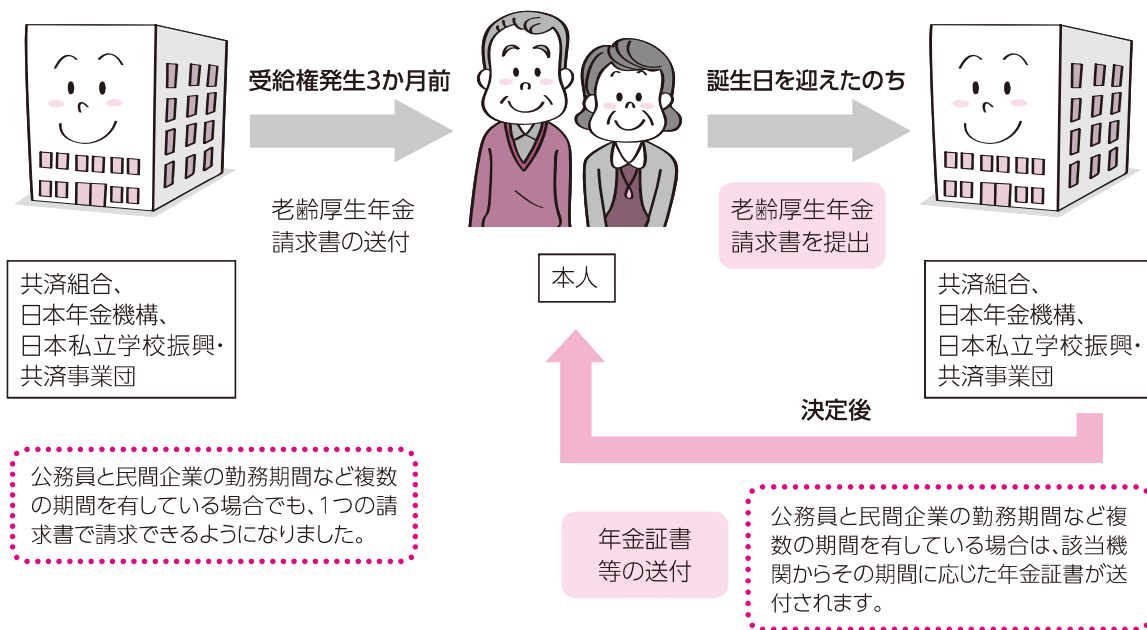 受給権発生3か月前
老齢厚生年金
請求書の送付
共済組合、
日本年金機構、
日本私立学校振興・
共済事業団
本人
誕生日を迎えたのち
老齢厚生年金
請求書を提出
共済組合、
日本年金機構、
日本私立学校振興・
共済事業団
決定後
年金証書
等の送付
公務員と民間企業の勤務期間など複数
の期間を有している場合でも、1つの請
求書で請求できるようになりました。
公務員と民間企業の勤務期間など複
数の期間を有している場合は、該当機
関からその期間に応じた年金証書が送
付されます。